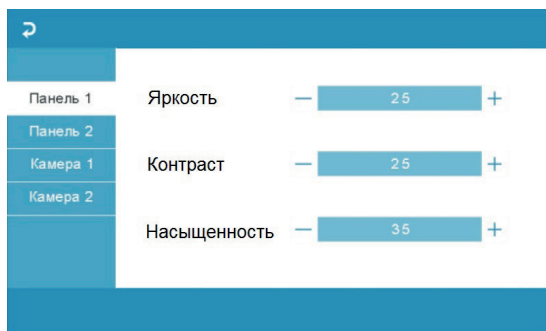 Панель 1
Панель 2
Камера 1
Камера 2
Яркость 25
Контраст 25
Насыщенность 35